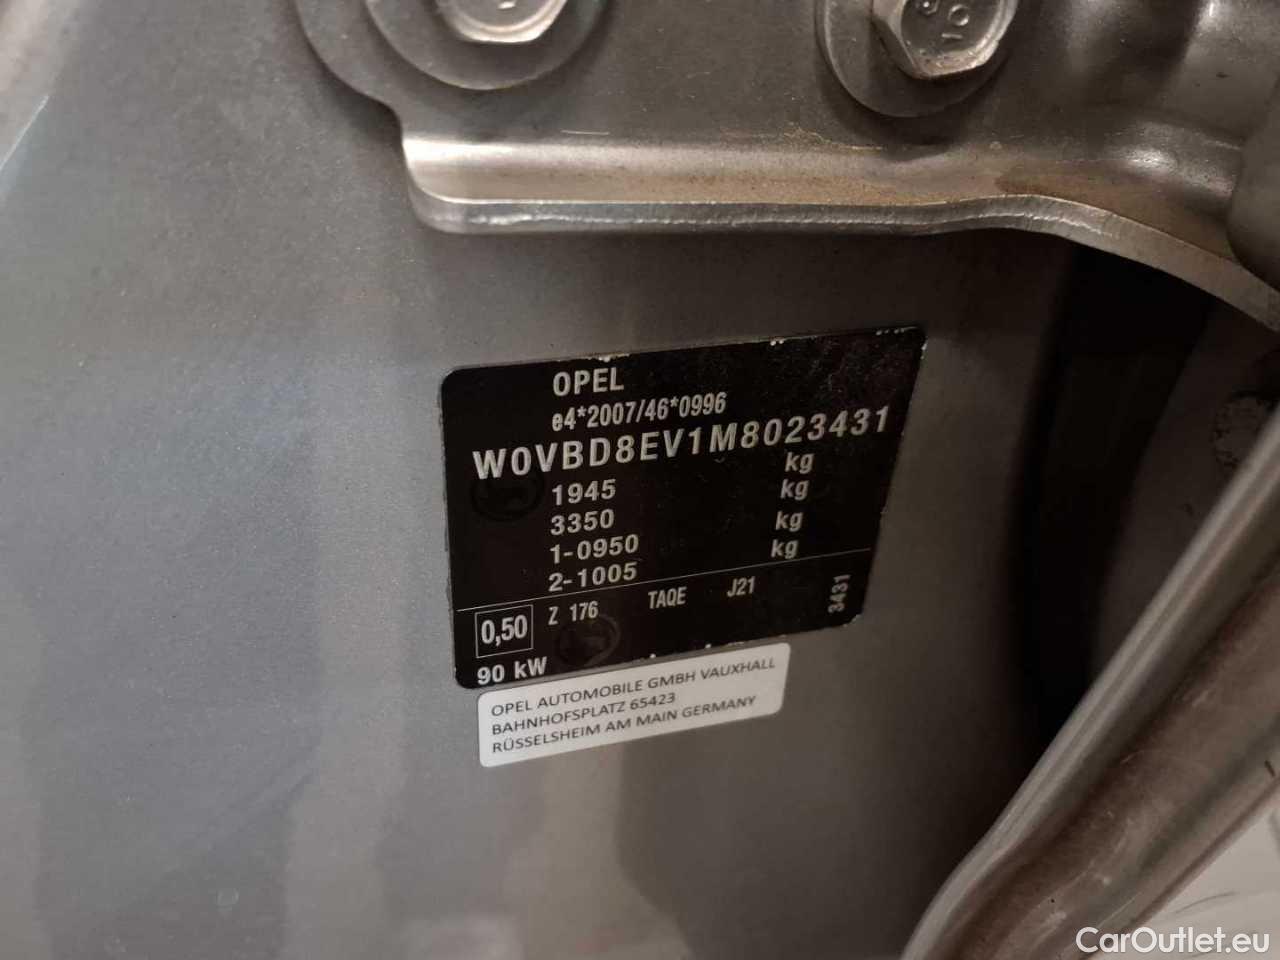 10
OPEL
e4*2007/46*0996
W0VBD8EV1M8023431
1945 kg
3350 kg
1-0950 kg
2-1005 kg
0,50 Z 176 TAQE J21 3431
90 kW
OPEL AUTOMOBILE GMBH VAUXHALL
BAHNHOFSPLATZ 65423
RÜSSELSHEIM AM MAIN GERMANY
CarOutlet.eu